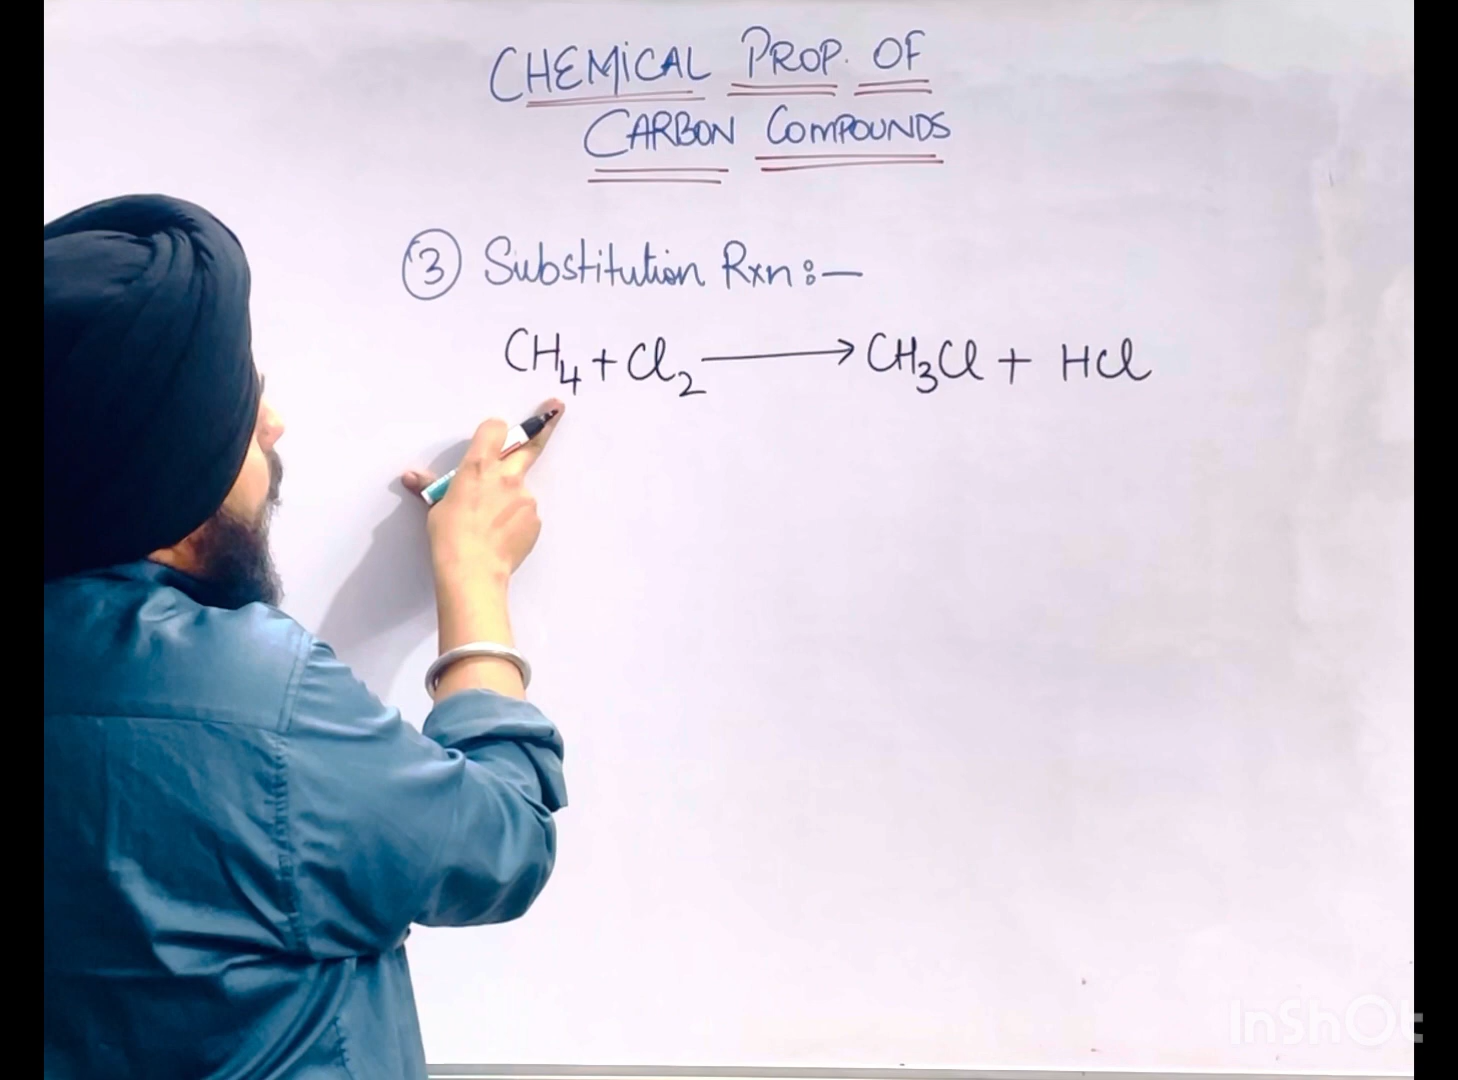 CHEMICAL PROP. OF
CARBON COMPOUNDS
③ Substitution Rxn:—
CH₄ + Cl₂ ⟶ CH₃Cl + HCl
InShOt